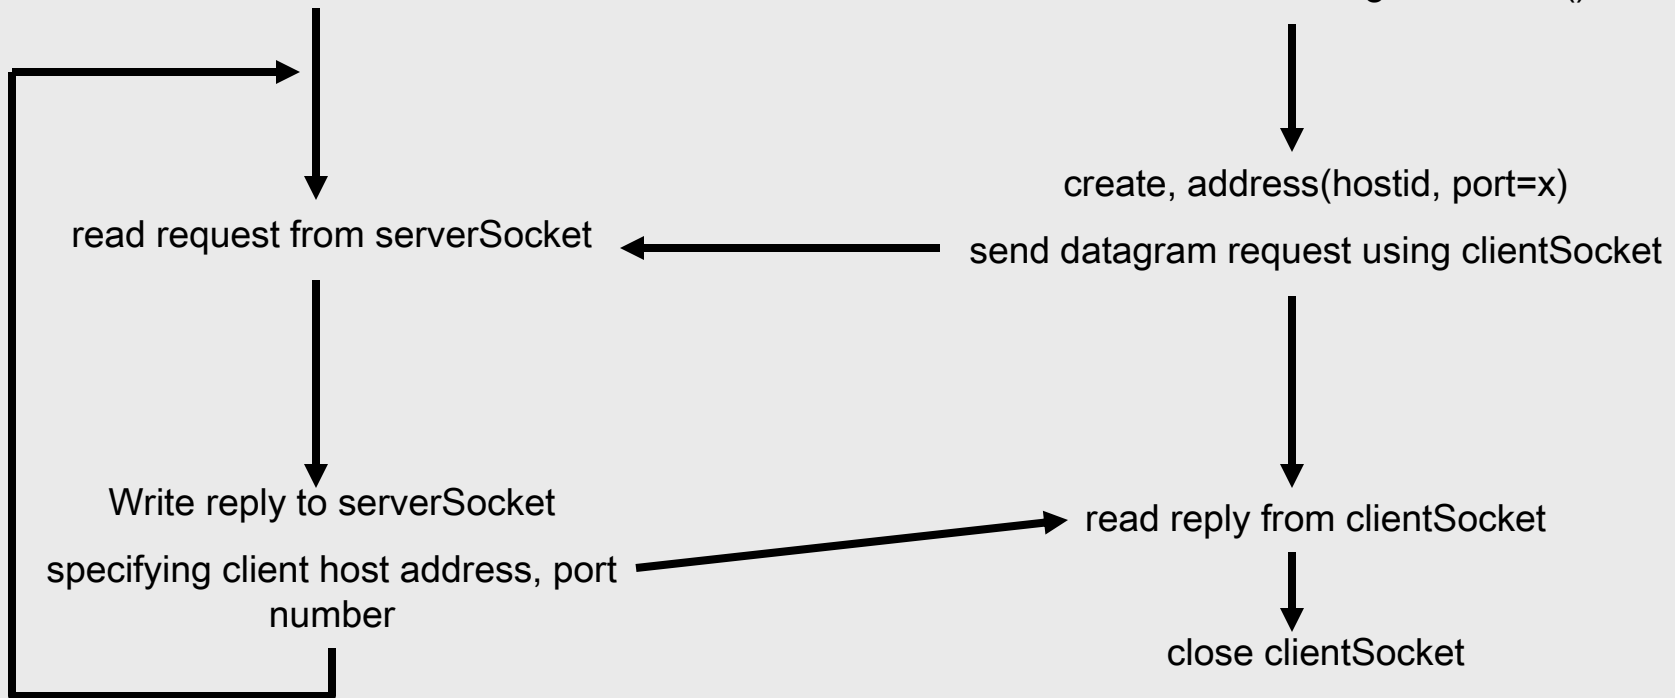 create, address(hostid, port=x)
read request from serverSocket
send datagram request using clientSocket
Write reply to serverSocket
read reply from clientSocket
specifying client host address, port
number
close clientSocket